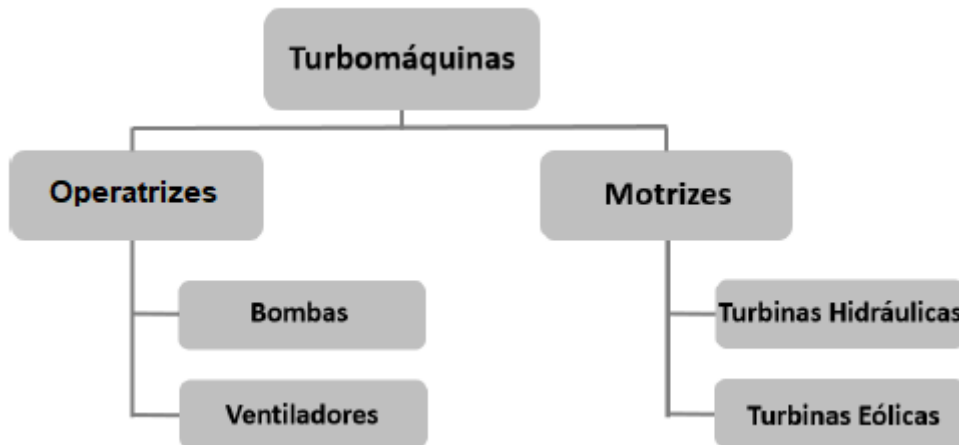 Turbomáquinas
Operatrizes
Motrizes
Bombas
Turbinas Hidráulicas
Ventiladores
Turbinas Eólicas